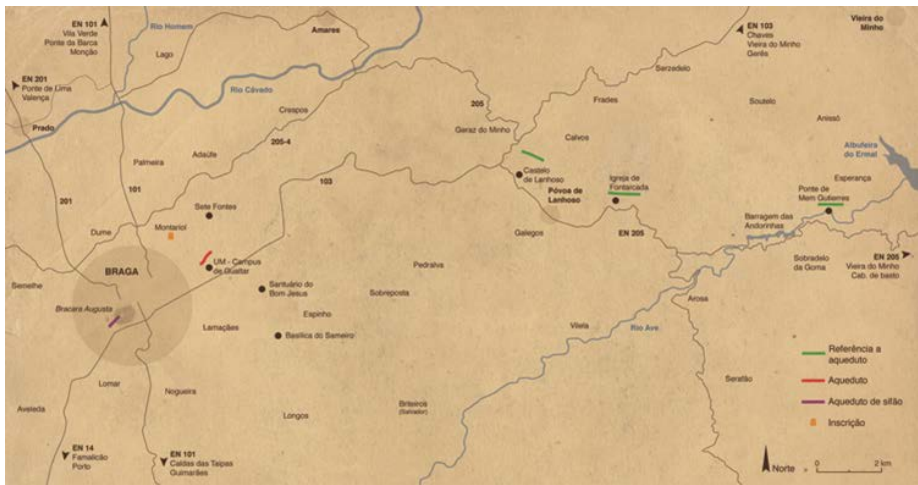 EN 101
Vila Verde
Ponte da Barca
Monção
Rio Homem
Amares
EN 103
Chaves
Vieira do Minho
Gerês
Vieira do
Minho
Lago
EN 201
Ponte de Lima
Valença
Rio Cávado
Serzedelo
Prado
Crespos
205
Frades
Soutelo
Geraz do Minho
Calvos
Anissó
205-4
Adaúfe
Palmeira
Albufeira
do Ermal
103
Castelo
de Lanhoso
Igreja de
Fontarcada
Esperança
101
201
Póvoa de
Lanhoso
Ponte de
Mem Gutierres
Sete Fontes
Dume
Montariol
Galegos
EN 205
Barragem das
Andorinhas
BRAGA
UM - Campus
de Gualtar
Pedralva
Sobradelo
da Goma
EN 205
Vieira do Minho
Cab. de basto
Semelhe
Santuário do
Bom Jesus
Sobreposta
Arosa
Bracara Augusta
Espinho
Lamaçães
Basílica do Sameiro
Vilela
Rio Ave
Referência a
aqueduto
Lomar
Nogueira
Serafão
Aqueduto
Aveleda
Longos
Briteiros
(Salvador)
Aqueduto de sifão
Inscrição
EN 14
Famalicão
Porto
EN 101
Caldas das Taipas
Guimarães
Norte
0 2 km